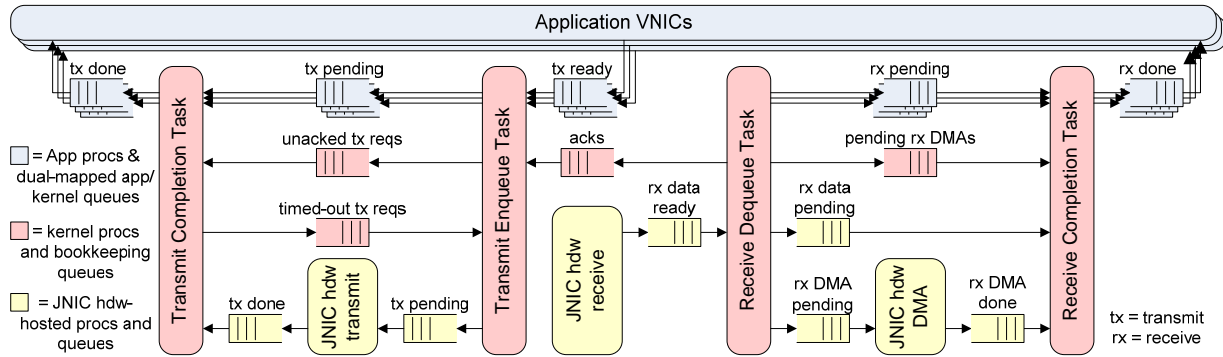 Application VNICs
tx done
tx pending
tx ready
rx pending
rx done
Transmit Completion Task
Transmit Enqueue Task
Receive Dequeue Task
Receive Completion Task
unacked tx reqs
acks
pending rx DMAs
= App procs &
dual-mapped app/
kernel queues
timed-out tx reqs
rx data
ready
rx data
pending
= kernel procs
and bookkeeping
queues
JNIC hdw
receive
= JNIC hdw-
hosted procs and
queues
tx done
JNIC hdw
transmit
tx pending
rx DMA
pending
JNIC hdw
DMA
rx DMA
done
tx = transmit
rx = receive